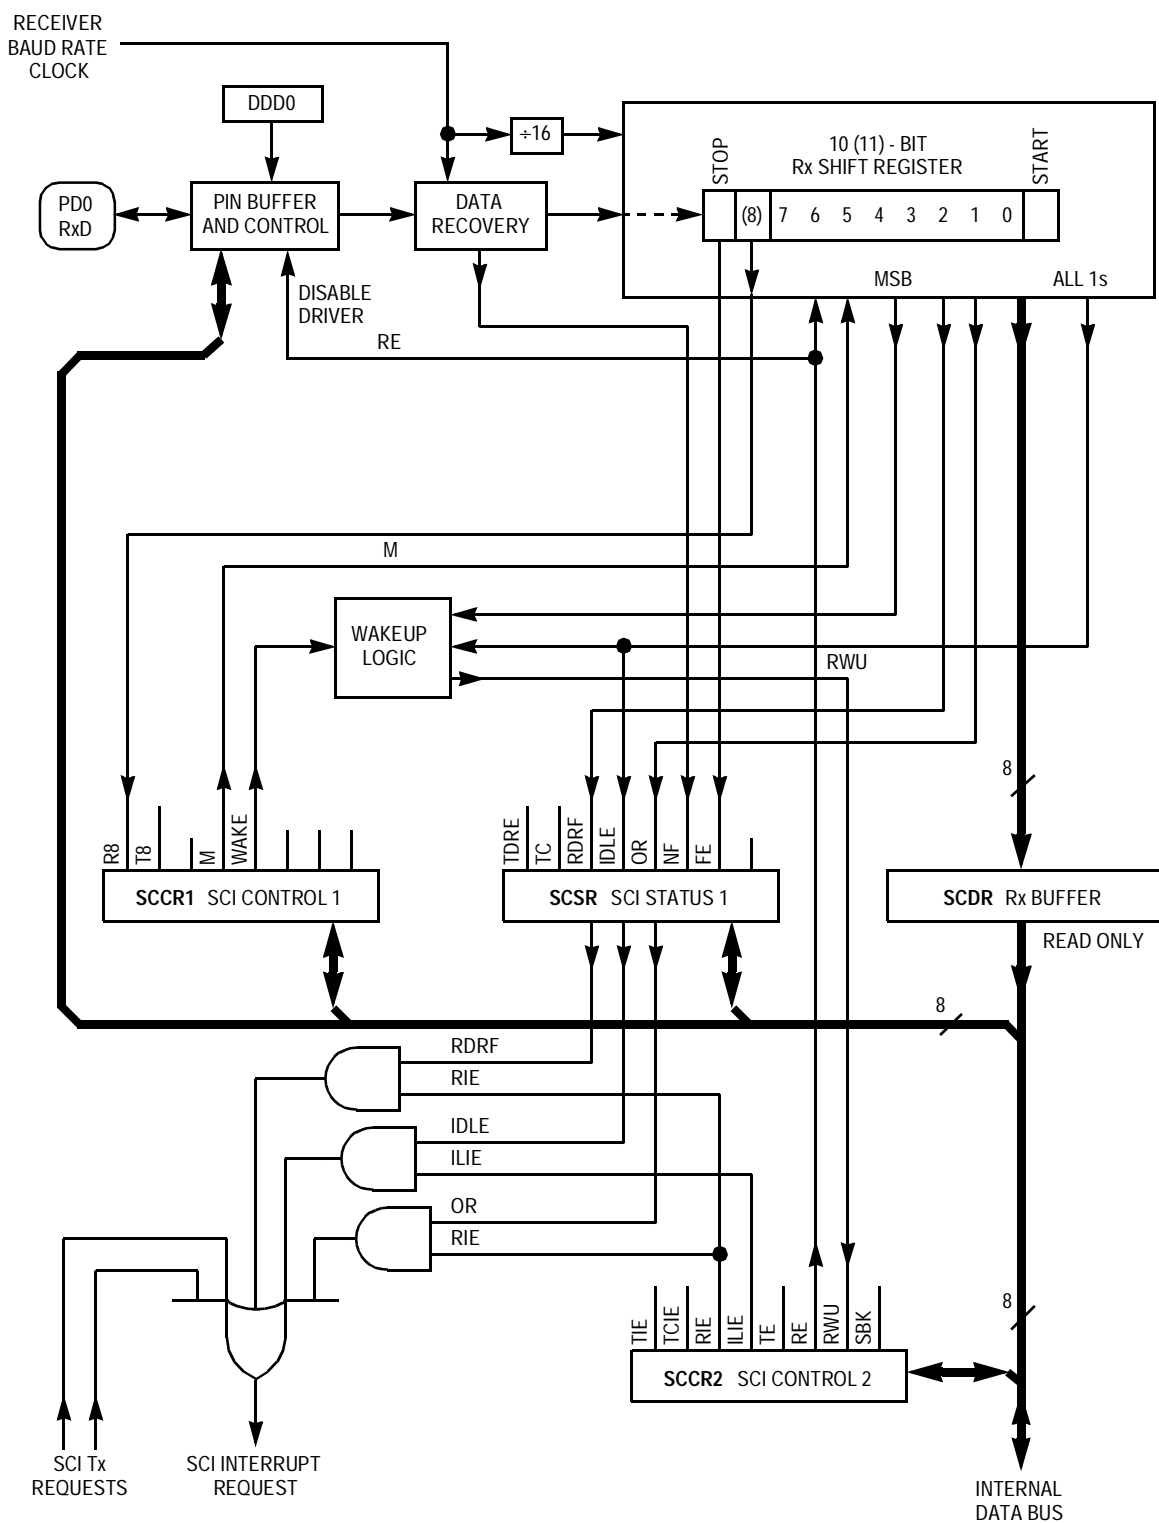 RECEIVER
BAUD RATE
CLOCK
DDD0
÷16
10 (11) - BIT
Rx SHIFT REGISTER
STOP
START
PD0
RxD
PIN BUFFER
AND CONTROL
DATA
RECOVERY
(8) 7 6 5 4 3 2 1 0
MSB
ALL 1s
DISABLE
DRIVER
RE
M
WAKEUP
LOGIC
RWU
8
R8
T8
M
WAKE
TDRE
TC
RDRF
IDLE
OR
NF
FE
SCCR1 SCI CONTROL 1
SCSR SCI STATUS 1
SCDR Rx BUFFER
READ ONLY
8
RDRF
RIE
IDLE
ILIE
OR
RIE
8
TIE
TCIE
RIE
ILIE
TE
RE
RWU
SBK
SCCR2 SCI CONTROL 2
SCI Tx
REQUESTS
SCI INTERRUPT
REQUEST
INTERNAL
DATA BUS